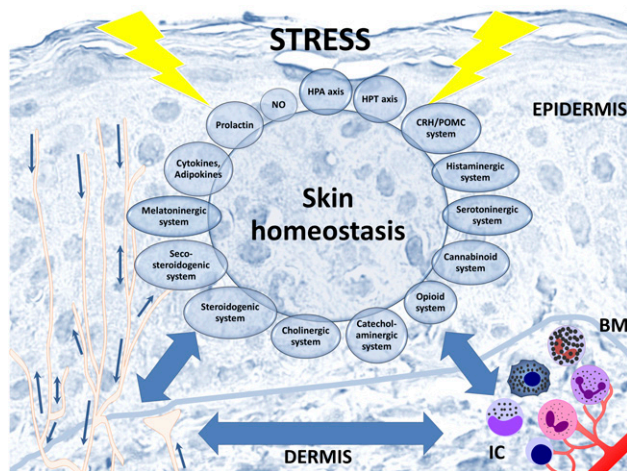 STRESS
HPA axis
HPT axis
NO
Prolactin
CRH/POMC
system
EPIDERMIS
Cytokines,
Adipokines
Histaminergic
system
Melatoninergic
system
Skin
homeostasis
Serotoninergic
system
Seco-
steroidogenic
system
Cannabinoid
system
Steroidogenic
system
Opioid
system
Cholinergic
system
Catechol-
aminergic
system
BM
IC
DERMIS